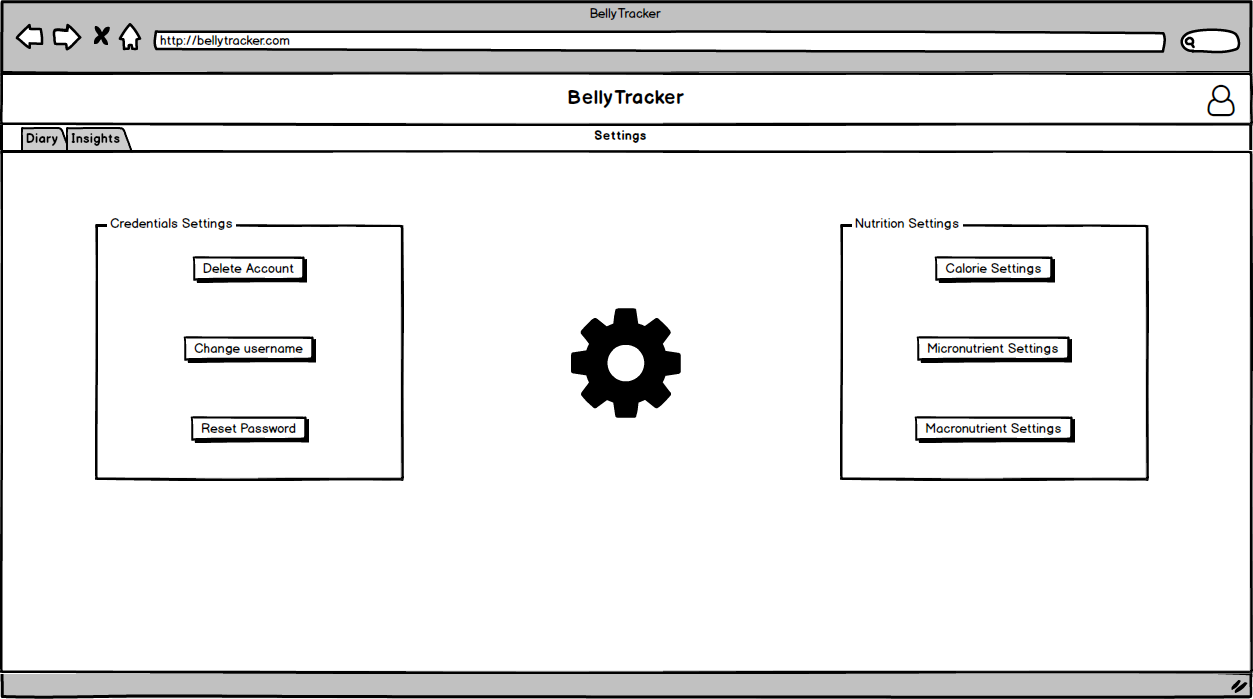 BellyTracker
http://bellytracker.com
BellyTracker
Diary Insights Settings
Credentials Settings
Delete Account
Change username
Reset Password
Nutrition Settings
Calorie Settings
Micronutrient Settings
Macronutrient Settings